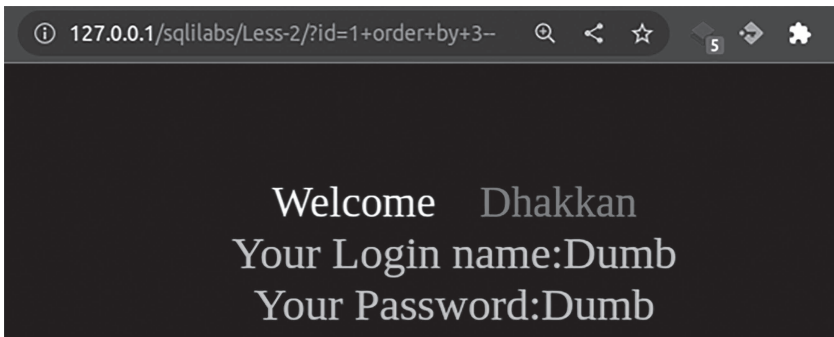 127.0.0.1/sqlilabs/Less-2/?id=1+order+by+3--
5
Welcome Dhakkan
Your Login name:Dumb
Your Password:Dumb